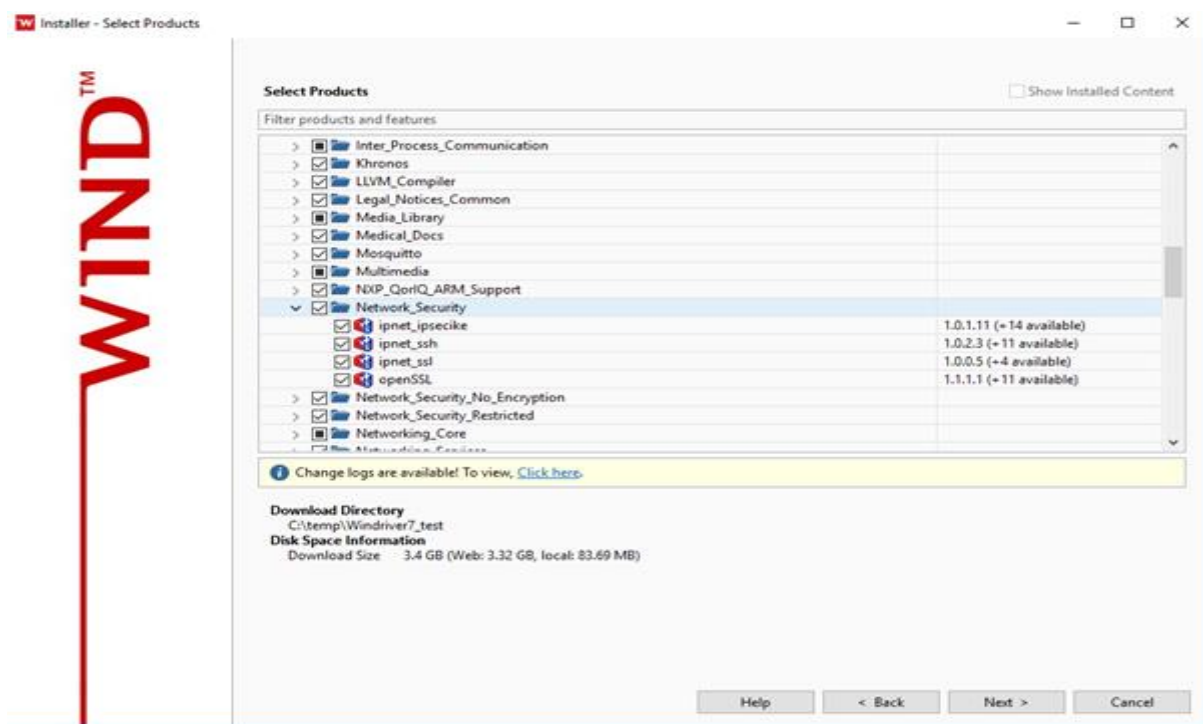 Installer - Select Products
WIND™
Select Products
Show Installed Content
Filter products and features
Inter_Process_Communication
Khronos
LLVM_Compiler
Legal_Notices_Common
Media_Library
Medical_Docs
Mosquitto
Multimedia
NXP_QorIQ_ARM_Support
Network_Security
ipnet_ipsecike 1.0.1.11 (+14 available)
ipnet_ssh 1.0.2.3 (+11 available)
ipnet_ssl 1.0.0.5 (+4 available)
openSSL 1.1.1.1 (+11 available)
Network_Security_No_Encryption
Network_Security_Restricted
Networking_Core
Change logs are available! To view, Click here.
Download Directory
C:\temp\Windriver7_test
Disk Space Information
Download Size 3.4 GB (Web: 3.32 GB, local: 83.69 MB)
Help < Back Next > Cancel